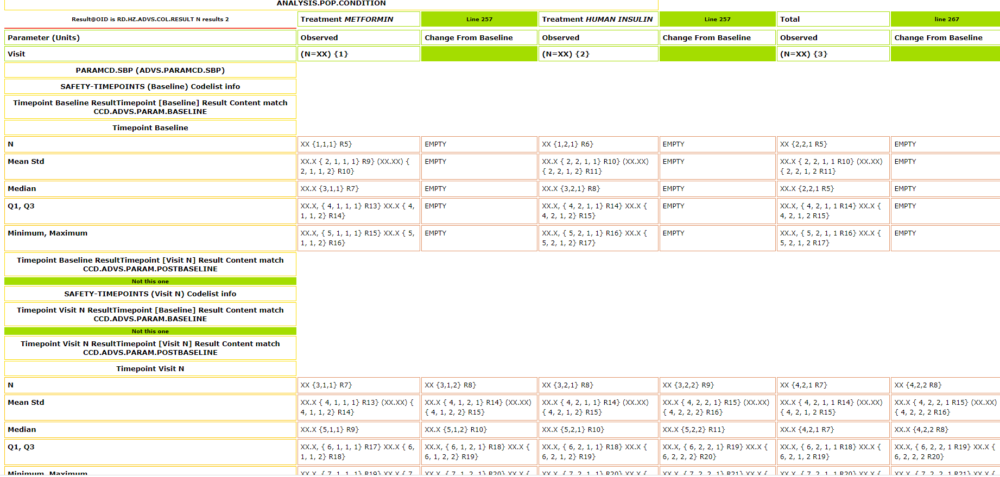 ANALYSIS.POP.CONDITION
Result@OID is RD.HZ.ADVS.COL.RESULT N results 2 Treatment METFORMIN Line 257 Treatment HUMAN INSULIN Line 257 Total line 267
Parameter (Units) Observed Change From Baseline Observed Change From Baseline Observed Change From Baseline
Visit (N=XX) {1} (N=XX) {2} (N=XX) {3}
PARAMCD.SBP (ADVS.PARAMCD.SBP)
SAFETY-TIMEPOINTS (Baseline) Codelist info
Timepoint Baseline ResultTimepoint [Baseline] Result Content match
CCD.ADVS.PARAM.BASELINE
Timepoint Baseline
N XX {1,1,1} R5} EMPTY XX {1,2,1} R6} EMPTY XX {2,2,1 R5} EMPTY
Mean Std XX.X { 2, 1, 1, 1} R9} (XX.XX) { EMPTY XX.X { 2, 2, 1, 1} R10} (XX.XX) EMPTY XX.X { 2, 2, 1, 1 R10} (XX.XX) EMPTY
2, 1, 1, 2} R10} { 2, 2, 1, 2} R11} { 2, 2, 1, 2 R11}
Median XX.X {3,1,1} R7} EMPTY XX.X {3,2,1} R8} EMPTY XX.X {2,2,1 R5} EMPTY
Q1, Q3 XX.X, { 4, 1, 1, 1} R13} XX.X { 4, EMPTY XX.X, { 4, 2, 1, 1} R14} XX.X { EMPTY XX.X, { 4, 2, 1, 1 R14} XX.X { EMPTY
1, 1, 2} R14} 4, 2, 1, 2} R15} 4, 2, 1, 2 R15}
Minimum, Maximum XX.X, { 5, 1, 1, 1} R15} XX.X { 5, EMPTY XX.X, { 5, 2, 1, 1} R16} XX.X { EMPTY XX.X, { 5, 2, 1, 1 R16} XX.X { EMPTY
1, 1, 2} R16} 5, 2, 1, 2} R17} 5, 2, 1, 2 R17}
Timepoint Baseline ResultTimepoint [Visit N] Result Content match
CCD.ADVS.PARAM.POSTBASELINE
Not this one
SAFETY-TIMEPOINTS (Visit N) Codelist info
Timepoint Visit N ResultTimepoint [Baseline] Result Content match
CCD.ADVS.PARAM.BASELINE
Not this one
Timepoint Visit N ResultTimepoint [Visit N] Result Content match
CCD.ADVS.PARAM.POSTBASELINE
Timepoint Visit N
N XX {3,1,1} R7} XX {3,1,2} R8} XX {3,2,1} R8} XX {3,2,2} R9} XX {4,2,1 R7} XX {4,2,2 R8}
Mean Std XX.X { 4, 1, 1, 1} R13} (XX.XX) { XX.X { 4, 1, 2, 1} R14} (XX.XX) XX.X { 4, 2, 1, 1} R14} (XX.XX) XX.X { 4, 2, 2, 1} R15} (XX.XX) XX.X { 4, 2, 1, 1 R14} (XX.XX) XX.X { 4, 2, 2, 1 R15} (XX.XX)
4, 1, 1, 2} R14} { 4, 1, 2, 2} R15} { 4, 2, 1, 2} R15} { 4, 2, 2, 2} R16} { 4, 2, 1, 2 R15} { 4, 2, 2, 2 R16}
Median XX.X {5,1,1} R9} XX.X {5,1,2} R10} XX.X {5,2,1} R10} XX.X {5,2,2} R11} XX.X {4,2,1 R7} XX.X {4,2,2 R8}
Q1, Q3 XX.X, { 6, 1, 1, 1} R17} XX.X { 6, XX.X, { 6, 1, 2, 1} R18} XX.X { XX.X, { 6, 2, 1, 1} R18} XX.X { XX.X, { 6, 2, 2, 1} R19} XX.X { XX.X, { 6, 2, 1, 1 R18} XX.X { XX.X, { 6, 2, 2, 1 R19} XX.X {
1, 1, 2} R18} 6, 1, 2, 2} R19} 6, 2, 1, 2} R19} 6, 2, 2, 2} R20} 6, 2, 1, 2 R19} 6, 2, 2, 2 R20}
Minimum, Maximum XX.X, { 7, 1, 1, 1} R19} XX.X { 7, XX.X, { 7, 1, 2, 1} R20} XX.X { XX.X, { 7, 2, 1, 1} R20} XX.X { XX.X, { 7, 2, 2, 1} R21} XX.X { XX.X, { 7, 2, 1, 1 R20} XX.X { XX.X, { 7, 2, 2, 1 R21} XX.X {